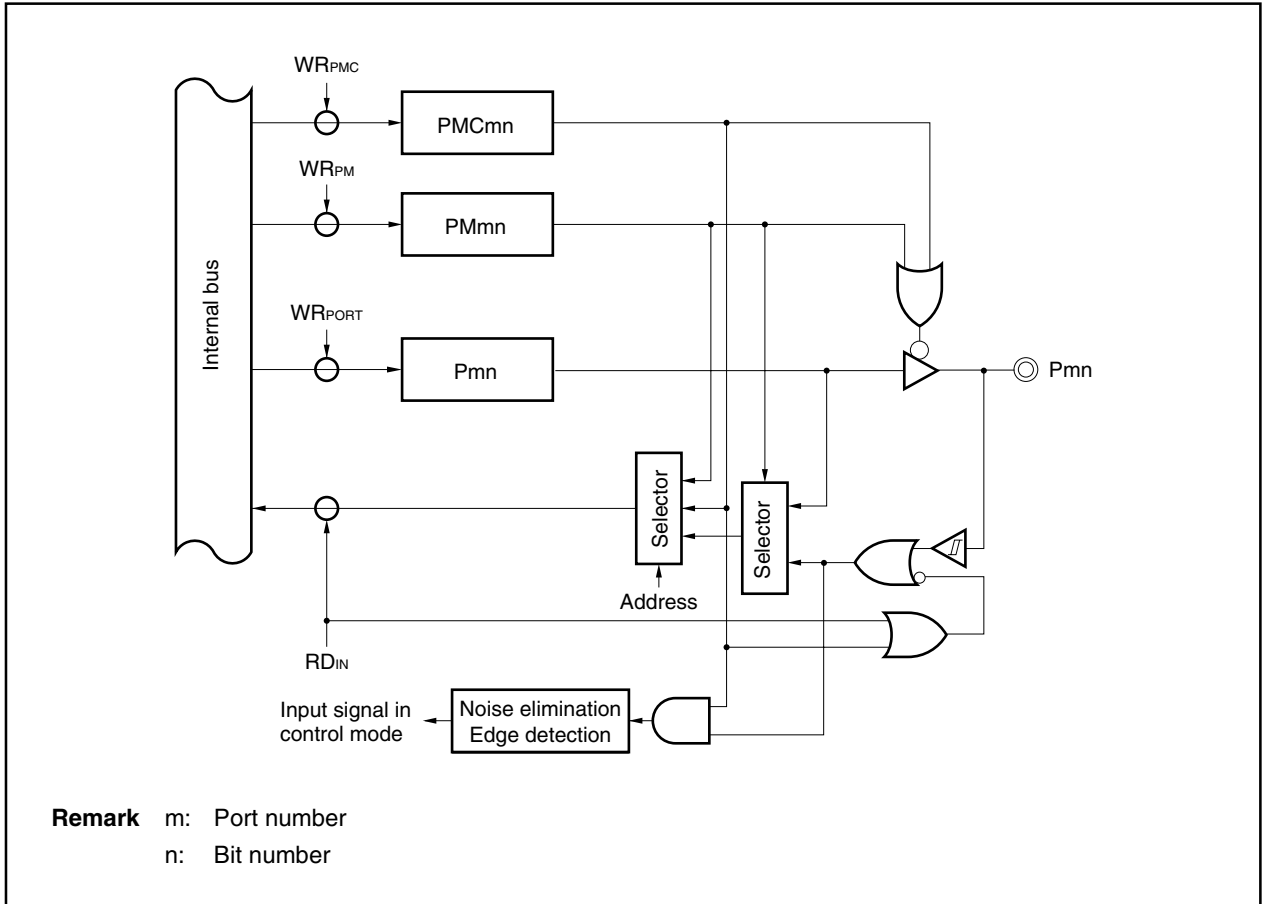 WRPMC
PMCmn
WRPM
PMmn
WRPORT
Pmn
Pmn
Internal bus
Selector
Selector
Address
RDIN
Input signal in
control mode
Noise elimination
Edge detection
Remark m: Port number
n: Bit number